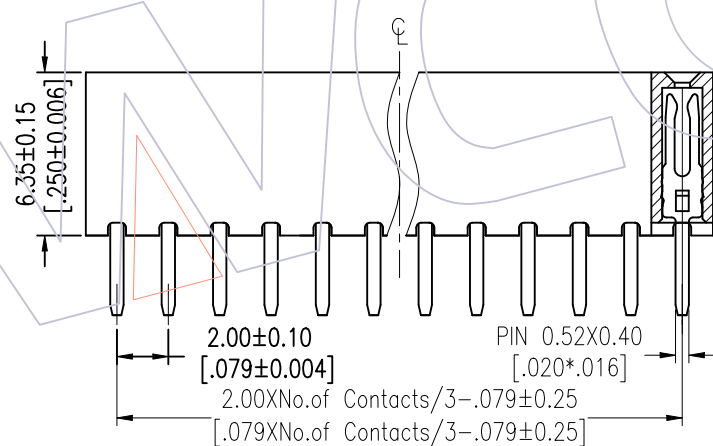 ℄
6.35±0.15
[.250±0.006]
2.00±0.10
[.079±0.004]
PIN 0.52X0.40
[.020*.016]
2.00XNo.of Contacts/3-.079±0.25
[.079XNo.of Contacts/3-.079±0.25]